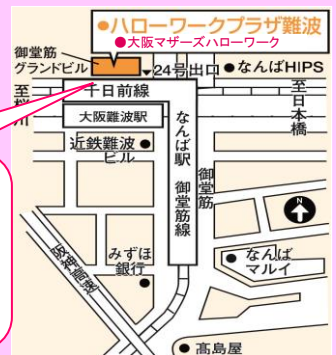 ●ハローワークプラザ難波
●大阪マザーズハローワーク
御堂筋
グランドビル
24号出口
●なんばHIPS
至桜川
千日前線
至日本橋
大阪難波駅
近鉄難波
ビル
なんば駅
御堂筋線
御堂筋
阪神高速
みずほ
銀行
なんば
マルイ
髙島屋